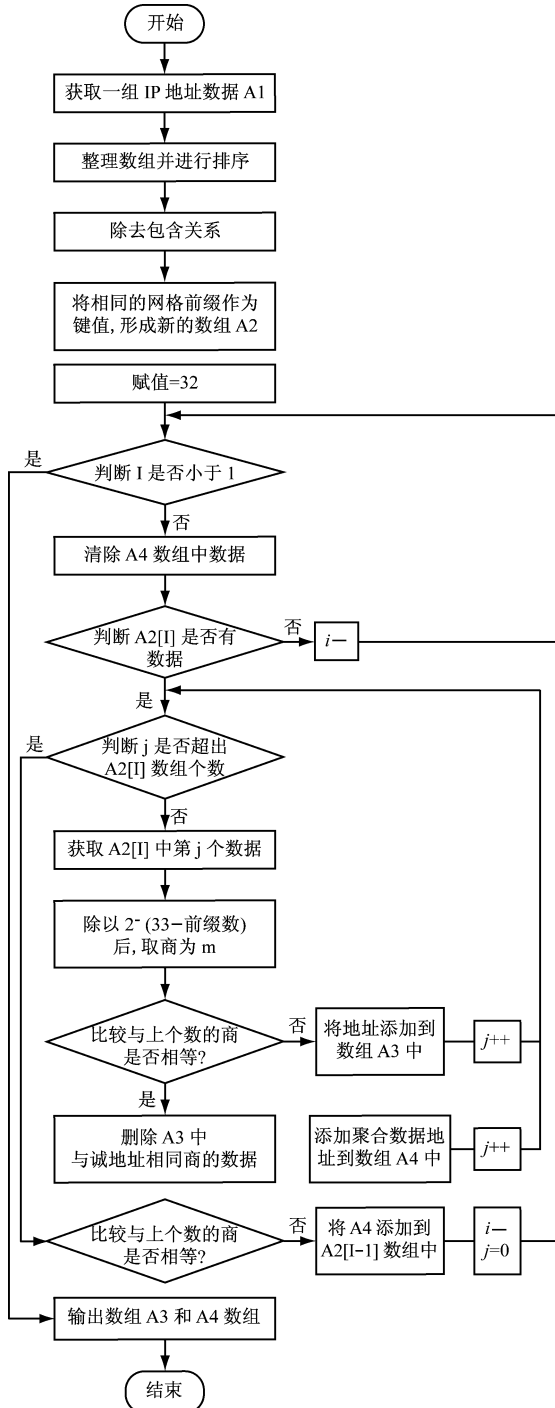 开始
获取一组 IP 地址数据 A1
整理数组并进行排序
除去包含关系
将相同的网格前缀作为
键值,形成新的数组 A2
赋值=32
是
判断 I 是否小于 1
否
清除 A4 数组中数据
判断 A2[I] 是否有
数据
否
i−
是
是
判断 j 是否超出
A2[I] 数组个数
否
获取 A2[I] 中第 j 个数据
除以 2⁻ (33−前缀数)
后,取商为 m
比较与上个数的商
是否相等?
否
将地址添加到
数组 A3 中
j++
是
删除 A3 中
与诚地址相同商的数据
添加聚合数据地
址到数组 A4 中
j++
比较与上个数的商
是否相等?
否
将 A4 添加到
A2[I-1] 数组中
i−
j=0
输出数组 A3 和 A4 数组
结束